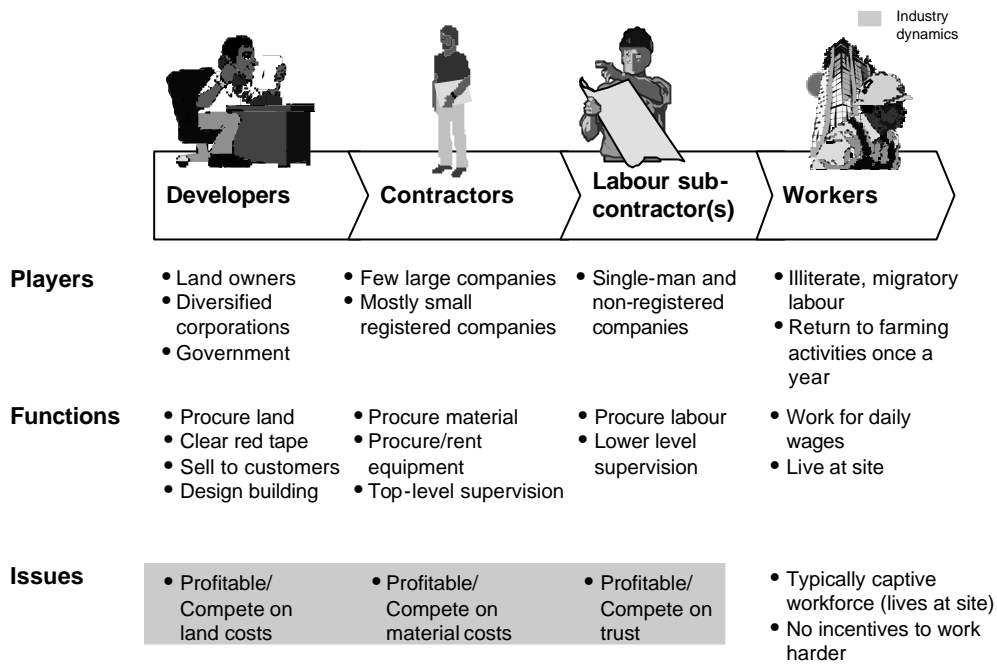 Industry
dynamics
Developers
Contractors
Labour sub-
contractor(s)
Workers
Players
• Land owners
• Diversified
corporations
• Government
• Few large companies
• Mostly small
registered companies
• Single-man and
non-registered
companies
• Illiterate, migratory
labour
• Return to farming
activities once a
year
Functions
• Procure land
• Clear red tape
• Sell to customers
• Design building
• Procure material
• Procure/rent
equipment
• Top-level supervision
• Procure labour
• Lower level
supervision
• Work for daily
wages
• Live at site
Issues
• Profitable/
Compete on
land costs
• Profitable/
Compete on
material costs
• Profitable/
Compete on
trust
• Typically captive
workforce (lives at site)
• No incentives to work
harder